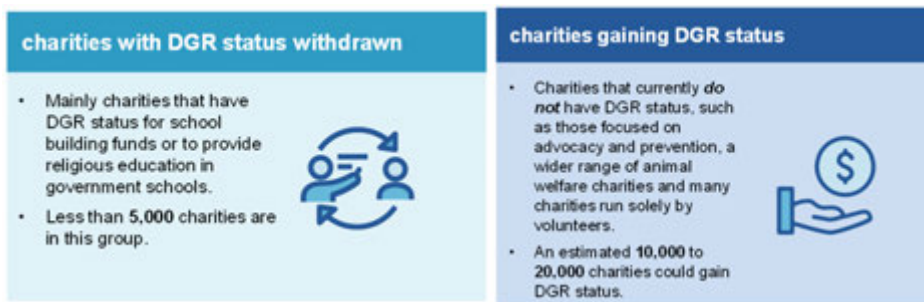 charities with DGR status withdrawn
• Mainly charities that have
DGR status for school
building funds or to provide
religious education in
government schools.
• Less than 5,000 charities are
in this group.
charities gaining DGR status
• Charities that currently do
not have DGR status, such
as those focused on
advocacy and prevention, a
wider range of animal
welfare charities and many
charities run solely by
volunteers.
• An estimated 10,000 to
20,000 charities could gain
DGR status.
$